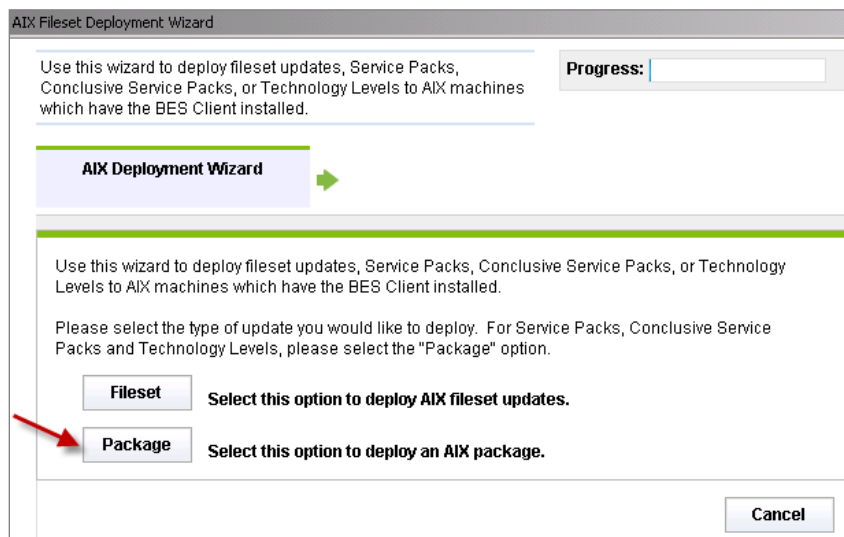 AIX Fileset Deployment Wizard
Use this wizard to deploy fileset updates, Service Packs,
Conclusive Service Packs, or Technology Levels to AIX machines
which have the BES Client installed.
Progress:
AIX Deployment Wizard
Use this wizard to deploy fileset updates, Service Packs, Conclusive Service Packs, or Technology
Levels to AIX machines which have the BES Client installed.
Please select the type of update you would like to deploy. For Service Packs, Conclusive Service
Packs and Technology Levels, please select the "Package" option.
Fileset
Select this option to deploy AIX fileset updates.
Package
Select this option to deploy an AIX package.
Cancel